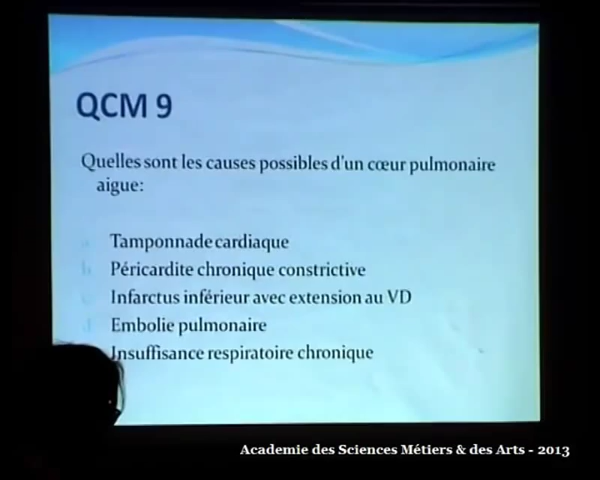 QCM 9
Quelles sont les causes possibles d'un cœur pulmonaire
aigue:
a. Tamponnade cardiaque
b. Péricardite chronique constrictive
c. Infarctus inférieur avec extension au VD
d. Embolie pulmonaire
Insuffisance respiratoire chronique
Academie des Sciences Métiers & des Arts - 2013